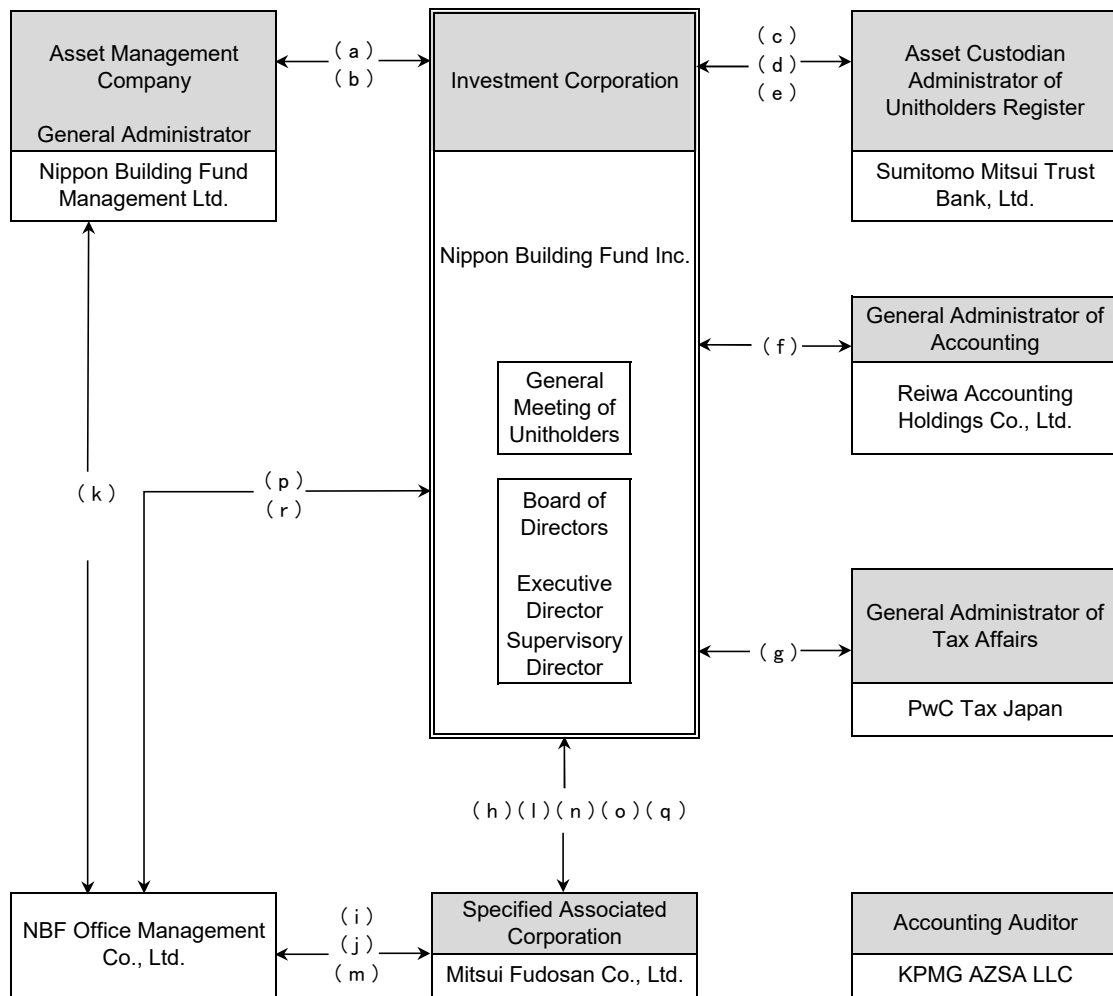 Asset Management
Company
General Administrator
Nippon Building Fund
Management Ltd.
( a )
( b )
Investment Corporation
Nippon Building Fund Inc.
General
Meeting of
Unitholders
Board of
Directors
Executive
Director
Supervisory
Director
( c )
( d )
( e )
Asset Custodian
Administrator of
Unitholders Register
Sumitomo Mitsui Trust
Bank, Ltd.
( f )
General Administrator of
Accounting
Reiwa Accounting
Holdings Co., Ltd.
( k )
( p )
( r )
( g )
General Administrator of
Tax Affairs
PwC Tax Japan
( h ) ( l ) ( n ) ( o ) ( q )
NBF Office Management
Co., Ltd.
( i )
( j )
( m )
Specified Associated
Corporation
Mitsui Fudosan Co., Ltd.
Accounting Auditor
KPMG AZSA LLC